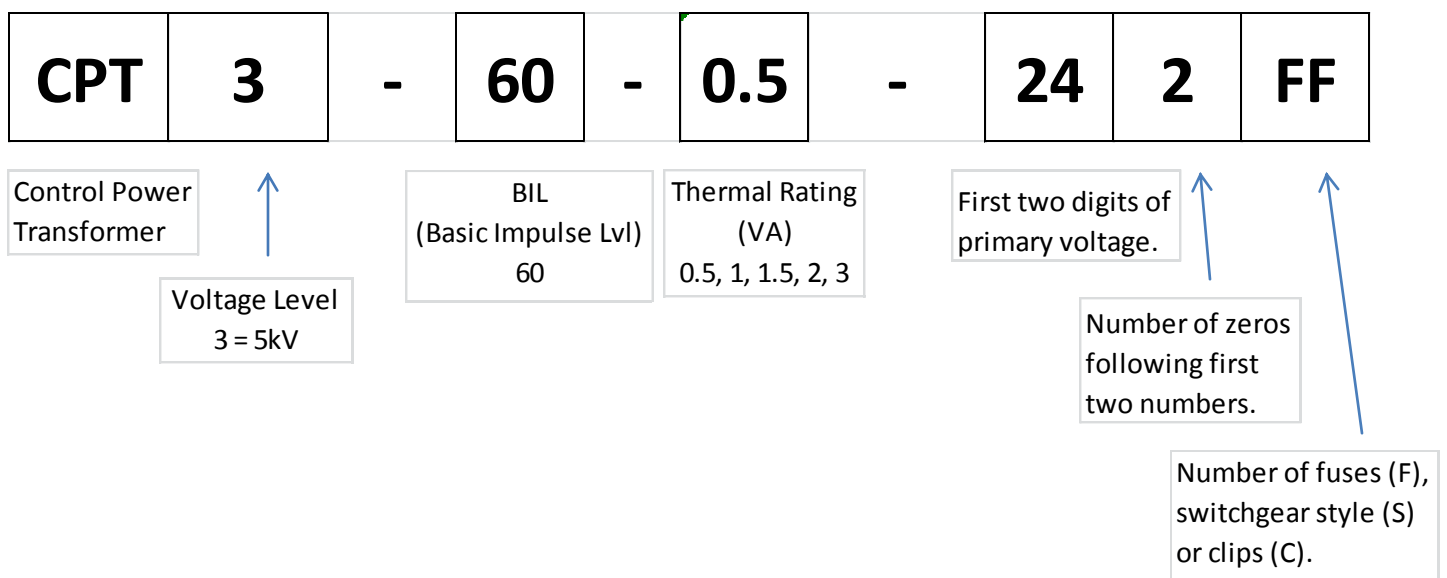 CPT 3 - 60 - 0.5 - 24 2 FF
Control Power
Transformer
Voltage Level
3 = 5kV
BIL
(Basic Impulse Lvl)
60
Thermal Rating
(VA)
0.5, 1, 1.5, 2, 3
First two digits of
primary voltage.
Number of zeros
following first
two numbers.
Number of fuses (F),
switchgear style (S)
or clips (C).